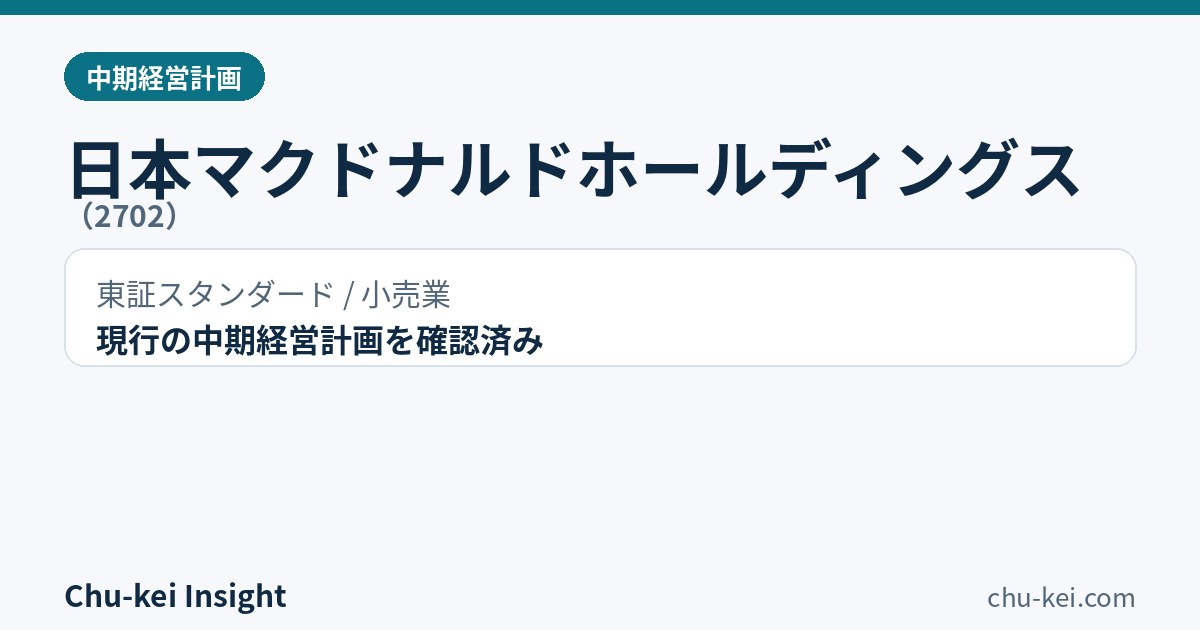 中期経営計画
日本マクドナルドホールディングス
（2702）
東証スタンダード / 小売業
現行の中期経営計画を確認済み
Chu-kei Insight
chu-kei.com